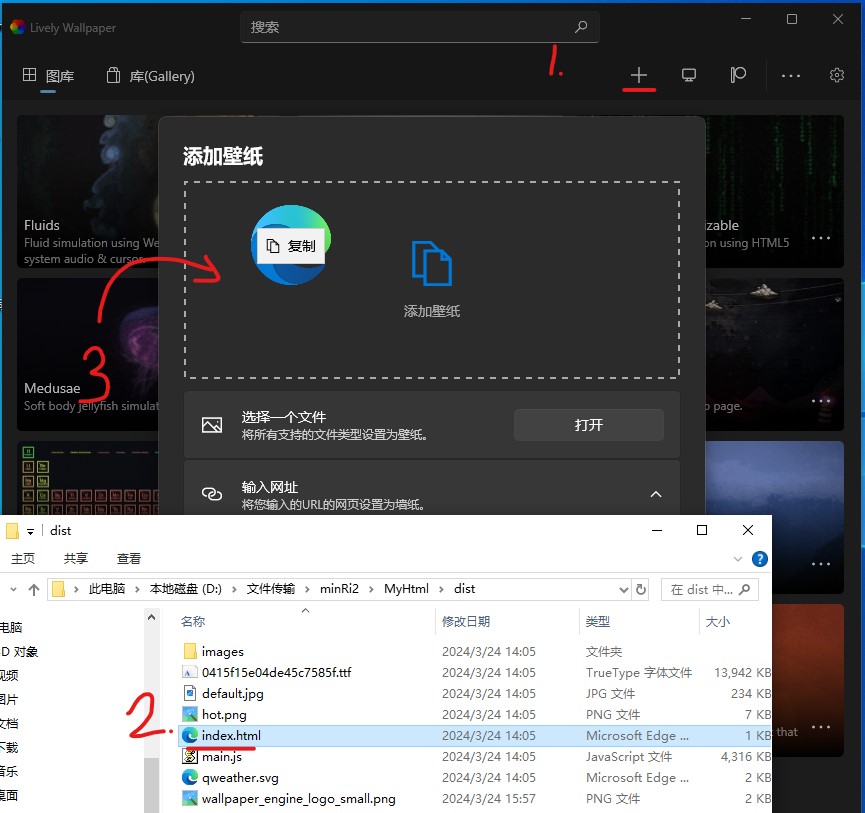 Lively Wallpaper
搜索
1.
图库
库(Gallery)
添加壁纸
Fluids
Fluid simulation using We
system audio & cursor
复制
添加壁纸
izable
on using HTML5
3
Medusae
Soft body jellyfish simulat
o page.
选择一个文件
将所有支持的文件类型设置为壁纸。
打开
输入网址
将您输入的URL的网页设置为墙纸。
that
dist
主页
共享
查看
此电脑
本地磁盘 (D:)
文件传输
minRi2
MyHtml
dist
在 dist 中...
名称
修改日期
类型
大小
电脑
D 对象
视频
图片
文档
下载
音乐
桌面
images
2024/3/24 14:05
文件夹
0415f15e04de45c7585f.ttf
2024/3/24 14:05
TrueType 字体文件
13,942 KB
default.jpg
2024/3/24 14:05
JPG 文件
234 KB
hot.png
2024/3/24 14:05
PNG 文件
7 KB
2.
index.html
2024/3/24 14:05
Microsoft Edge ...
1 KB
main.js
2024/3/24 14:05
JavaScript 文件
4,316 KB
qweather.svg
2024/3/24 14:05
Microsoft Edge ...
2 KB
wallpaper_engine_logo_small.png
2024/3/24 15:57
PNG 文件
2 KB